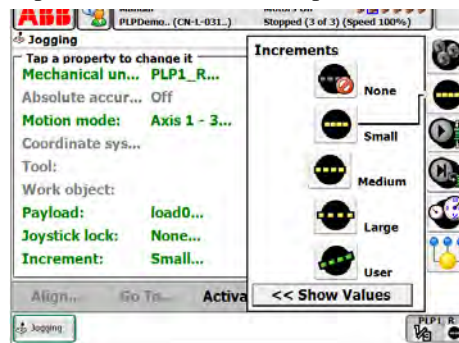 ABB
PLPDemo.. (CN-L-031..)
Stopped (3 of 3) (Speed 100%)
Jogging
Tap a property to change it
Mechanical un... PLP1_R...
Absolute accur... Off
Motion mode: Axis 1 - 3...
Coordinate sys...
Tool:
Work object:
Payload: load0...
Joystick lock: None...
Increment: Small...
Align... Go To... Activa
Increments
None
Small
Medium
Large
User
<< Show Values
Jogging
PLP1_R